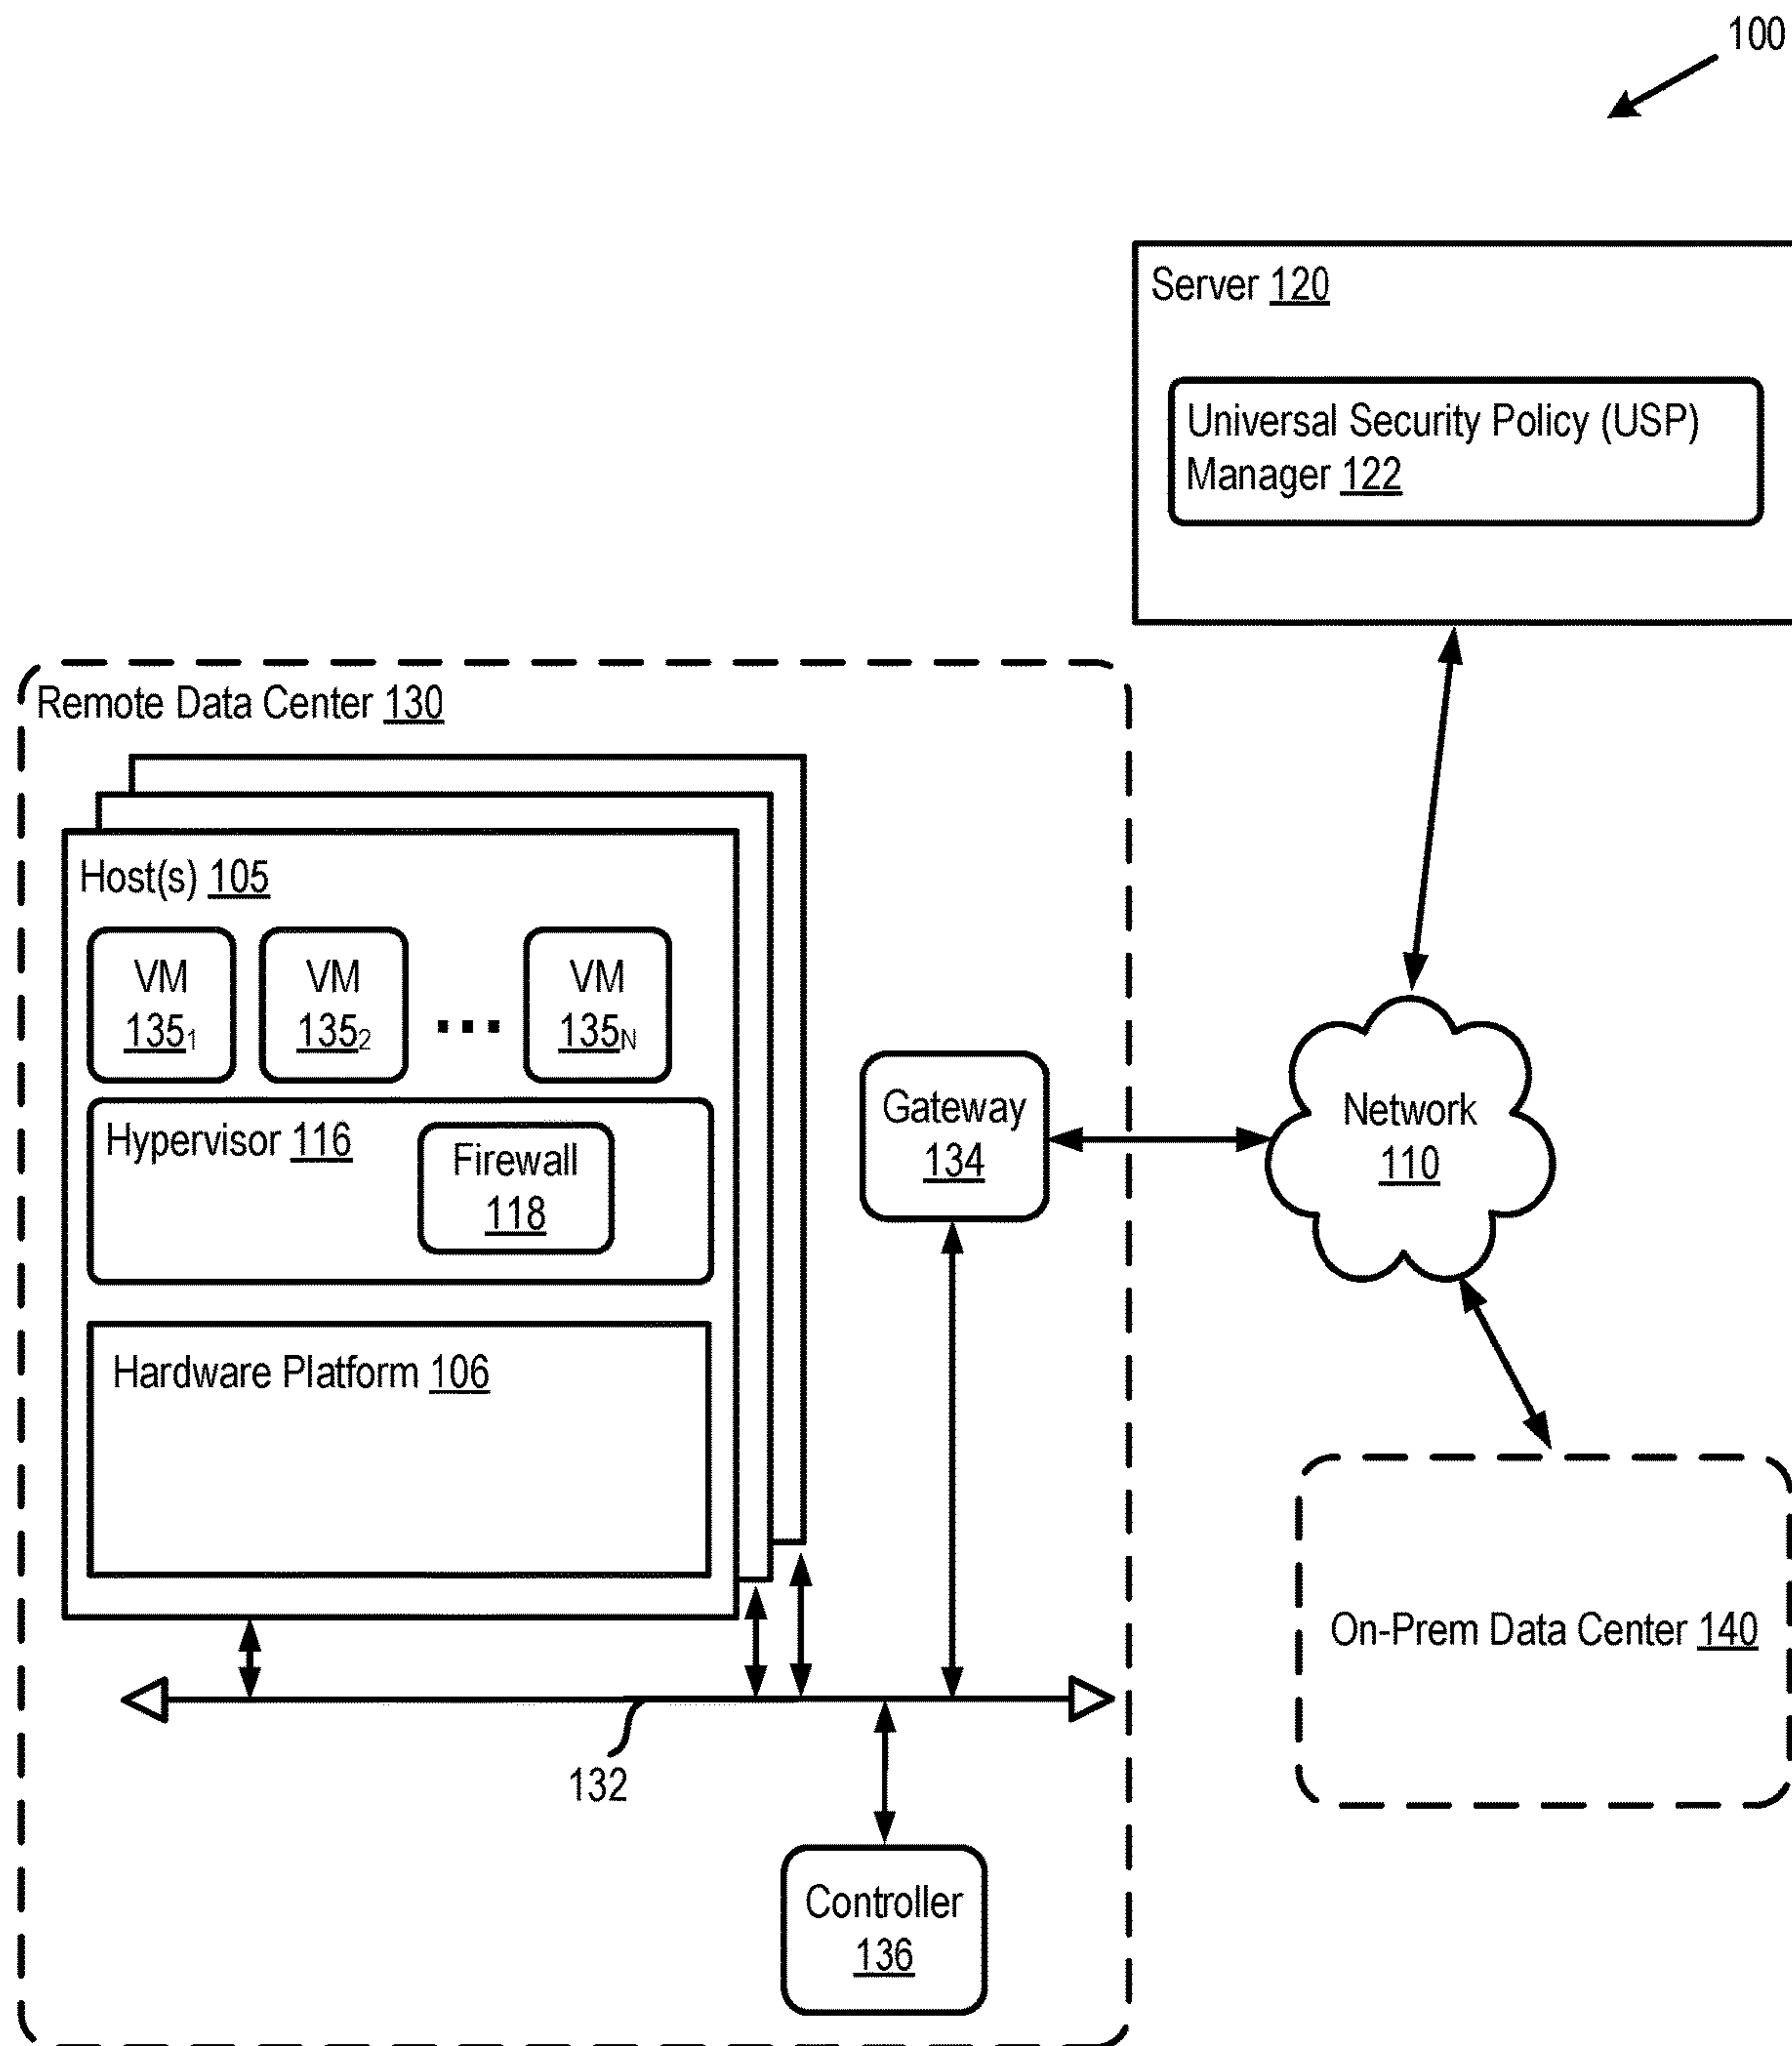 100
Server 120
Universal Security Policy (USP)
Manager 122
Remote Data Center 130
Host(s) 105
VM
135₁
VM
135₂
...
VM
135N
Hypervisor 116
Firewall
118
Hardware Platform 106
Gateway
134
Network
110
On-Prem Data Center 140
132
Controller
136